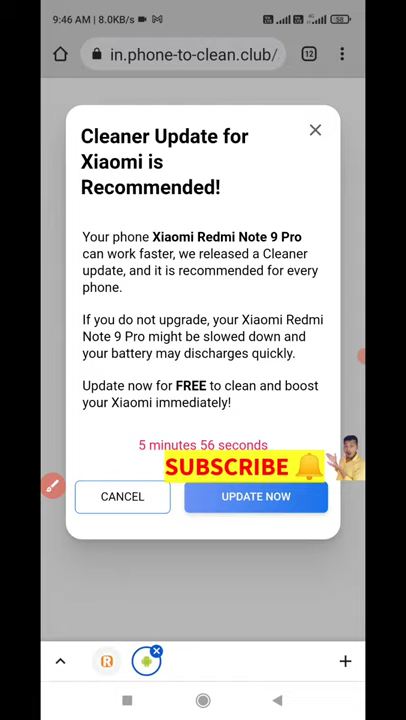 9:46 AM | 8.0KB/s
56
in.phone-to-clean.club/
12
Cleaner Update for
Xiaomi is
Recommended!
Your phone Xiaomi Redmi Note 9 Pro
can work faster, we released a Cleaner
update, and it is recommended for every
phone.
If you do not upgrade, your Xiaomi Redmi
Note 9 Pro might be slowed down and
your battery may discharges quickly.
Update now for FREE to clean and boost
your Xiaomi immediately!
5 minutes 56 seconds
SUBSCRIBE
CANCEL
UPDATE NOW